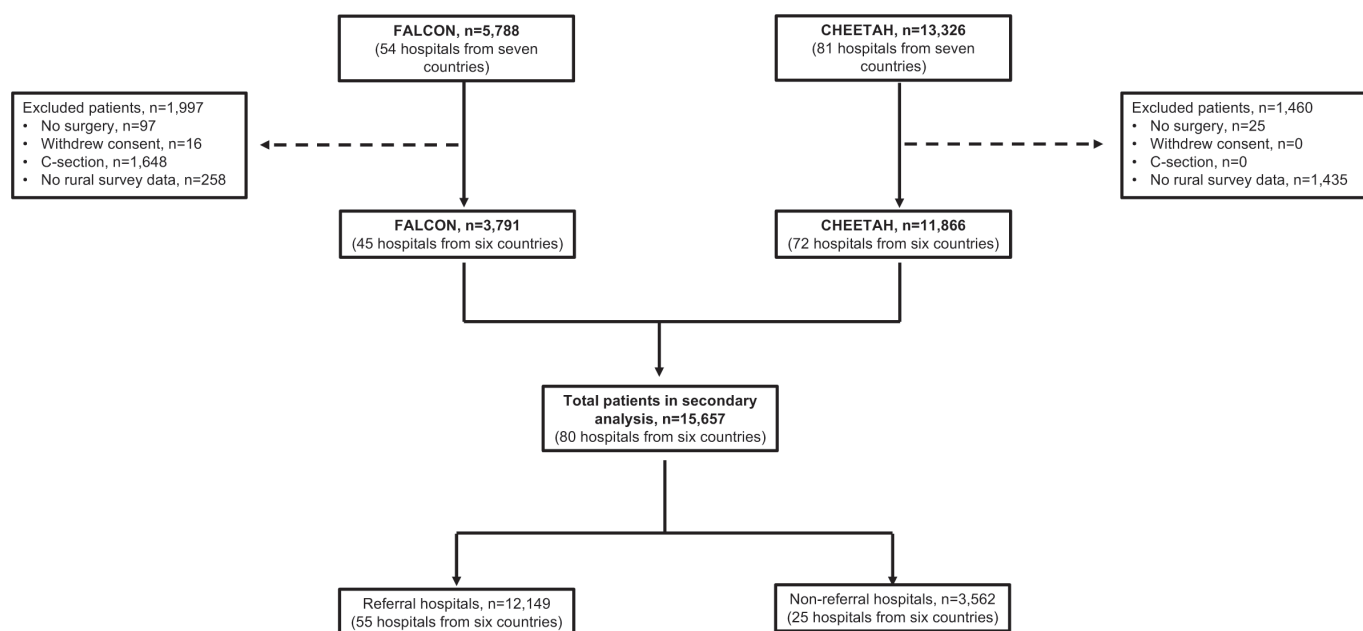 FALCON, n=5,788
(54 hospitals from seven
countries)
CHEETAH, n=13,326
(81 hospitals from seven
countries)
Excluded patients, n=1,997
• No surgery, n=97
• Withdrew consent, n=16
• C-section, n=1,648
• No rural survey data, n=258
Excluded patients, n=1,460
• No surgery, n=25
• Withdrew consent, n=0
• C-section, n=0
• No rural survey data, n=1,435
FALCON, n=3,791
(45 hospitals from six countries)
CHEETAH, n=11,866
(72 hospitals from six countries)
Total patients in secondary
analysis, n=15,657
(80 hospitals from six countries)
Referral hospitals, n=12,149
(55 hospitals from six countries)
Non-referral hospitals, n=3,562
(25 hospitals from six countries)